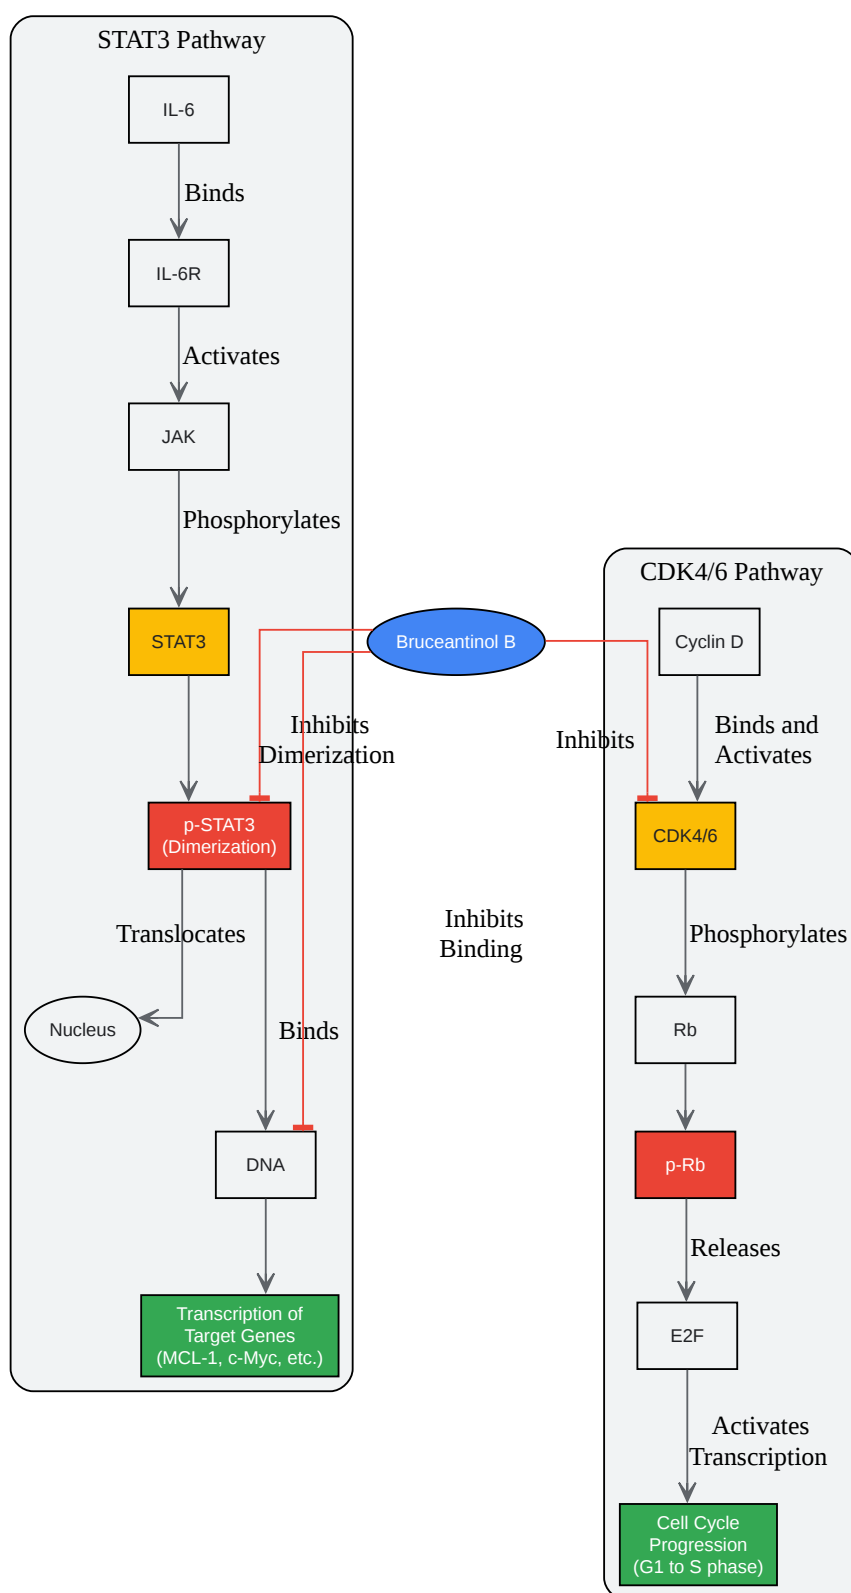 STAT3 Pathway
IL-6
Binds
IL-6R
Activates
JAK
Phosphorylates
STAT3
Bruceantinol B
Inhibits
Dimerization
p-STAT3
(Dimerization)
Translocates
Inhibits
Binding
Nucleus
Binds
DNA
Transcription of
Target Genes
(MCL-1, c-Myc, etc.)
CDK4/6 Pathway
Cyclin D
Inhibits
Binds and
Activates
CDK4/6
Phosphorylates
Rb
p-Rb
Releases
E2F
Activates
Transcription
Cell Cycle
Progression
(G1 to S phase)